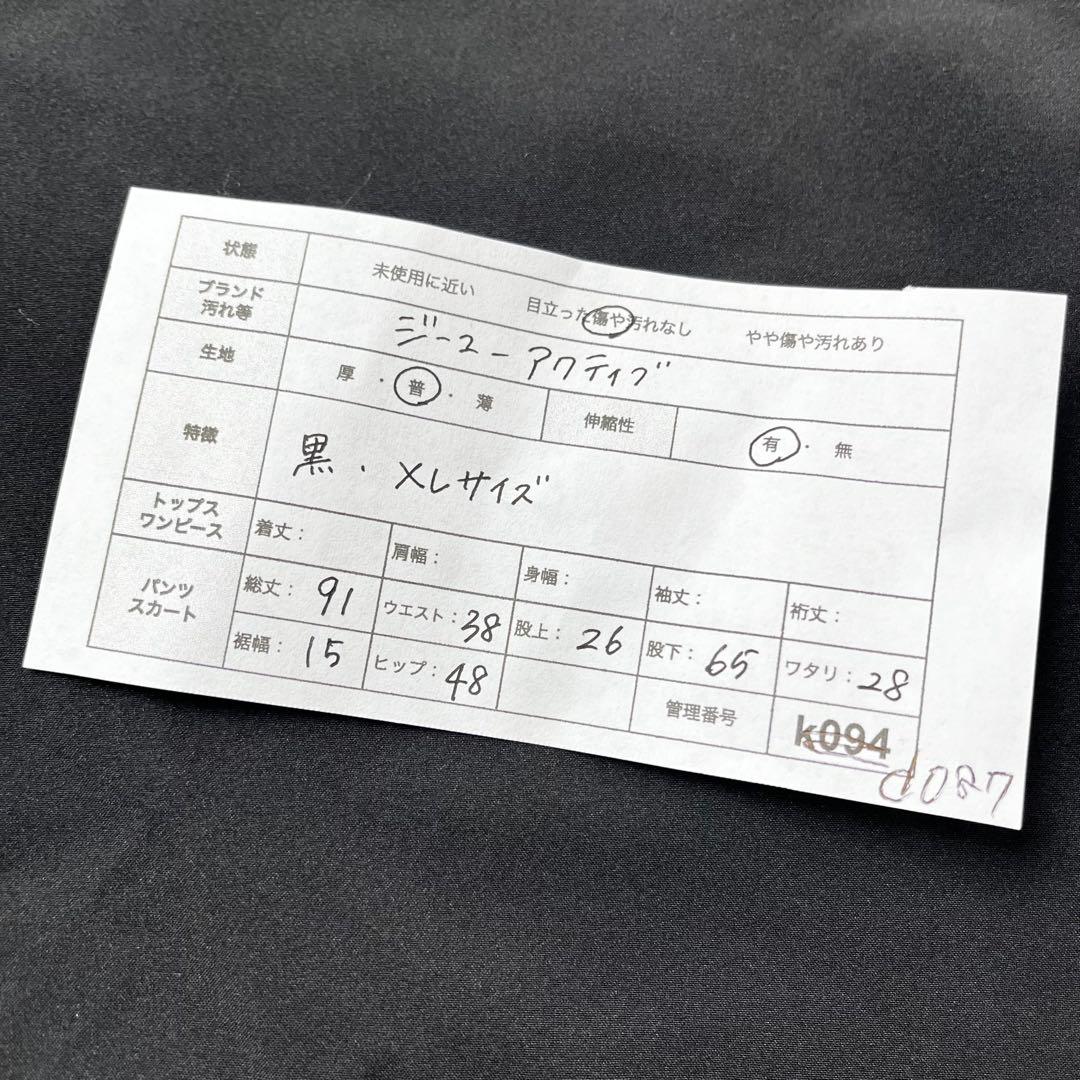 状態 未使用に近い 目立った傷や汚れなし やや傷や汚れあり
ブランド
汚れ等
ジーユーアクティブ
生地 厚・普・薄 伸縮性 有・無
特徴 黒・XLサイズ
トップス
ワンピース
着丈: 肩幅: 身幅: 袖丈: 裄丈:
パンツ
スカート
総丈: 91 ウエスト: 38 股上: 26 股下: 65 ワタリ: 28
裾幅: 15 ヒップ: 48 管理番号 k094
d087